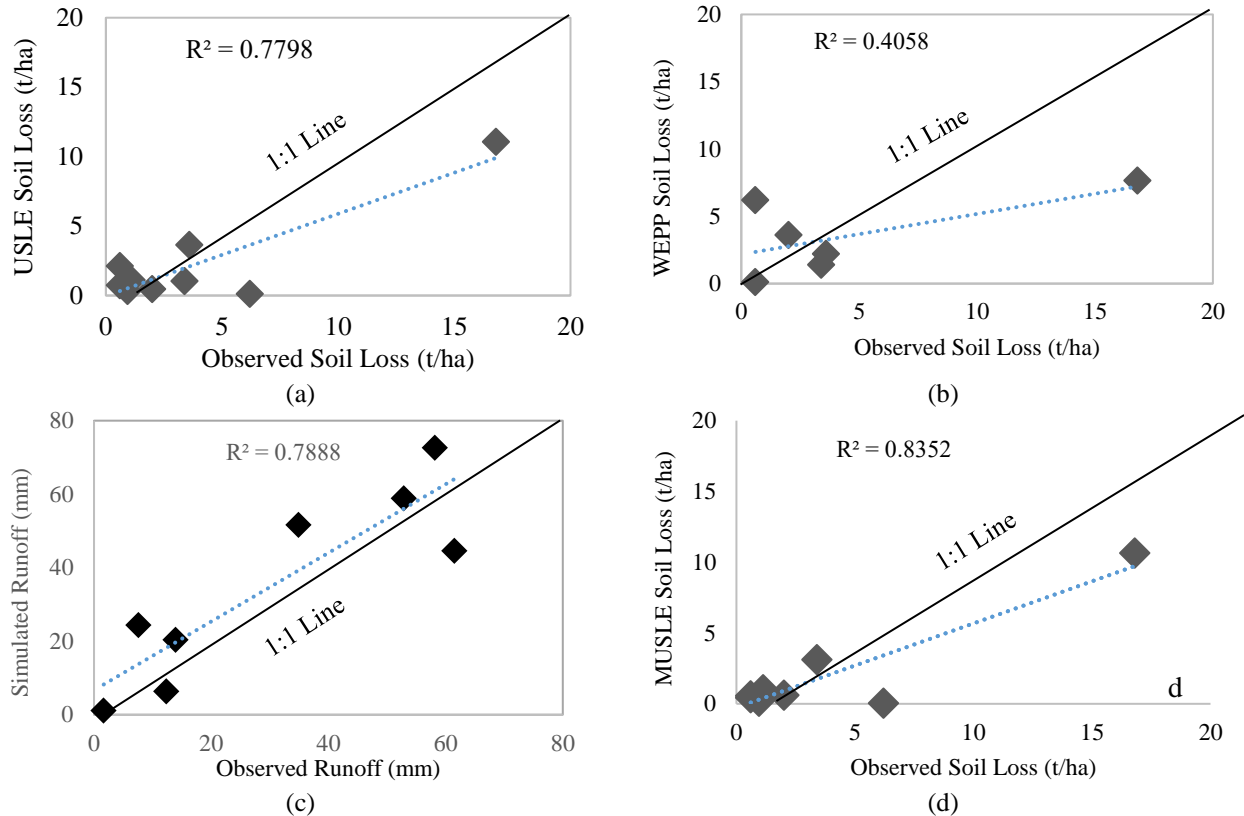 20
15
10
5
0
USLE Soil Loss (t/ha)
R² = 0.7798
1:1 Line
0 5 10 15 20
Observed Soil Loss (t/ha)
(a)
20
15
10
5
0
WEPP Soil Loss (t/ha)
R² = 0.4058
1:1 Line
0 5 10 15 20
Observed Soil Loss (t/ha)
(b)
80
60
40
20
0
Simulated Runoff (mm)
R² = 0.7888
1:1 Line
0 20 40 60 80
Observed Runoff (mm)
(c)
20
15
10
5
0
MUSLE Soil Loss (t/ha)
R² = 0.8352
1:1 Line
d
0 5 10 15 20
Observed Soil Loss (t/ha)
(d)